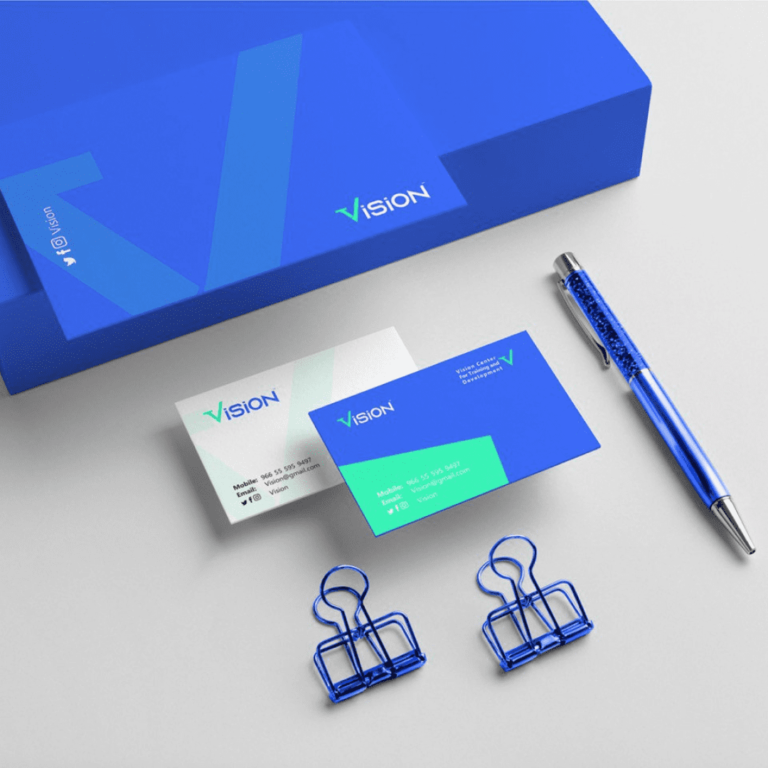 Vision
ViSiON
ViSiON
Mobile: 966 55 595 9497
Email: Vision@gmail.com
Vision
Vision Center
For Training and
Development
ViSiON
Mobile: 966 55 595 9497
Email: Vision@gmail.com
Vision